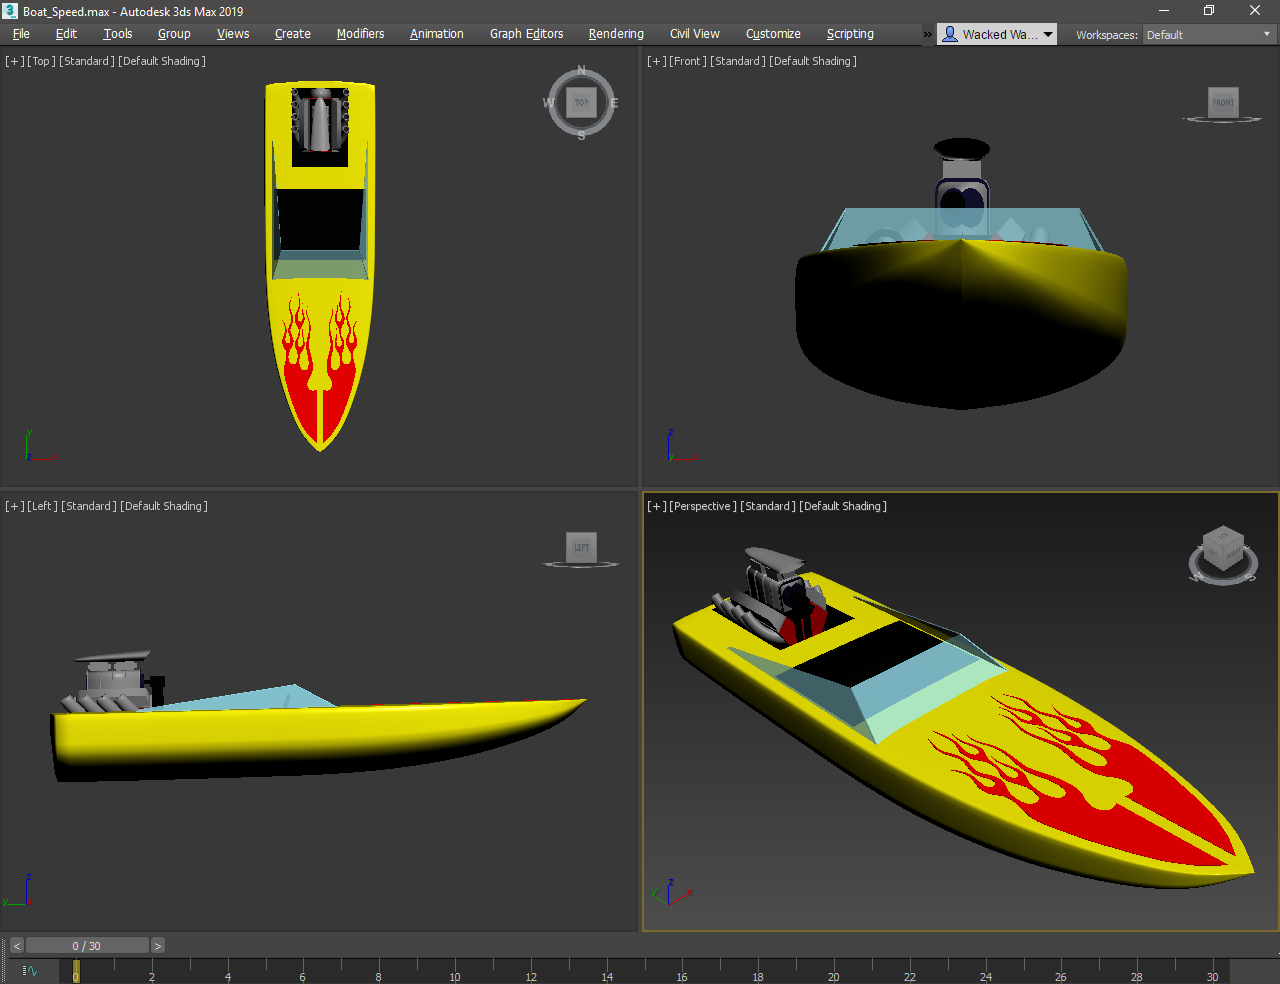 Boat_Speed.max - Autodesk 3ds Max 2019
File Edit Tools Group Views Create Modifiers Animation Graph Editors Rendering Civil View Customize Scripting » Wacked Wa... Workspaces: Default
[+] [Top] [Standard] [Default Shading]
N
W TOP E
S
y
z x
[+] [Front] [Standard] [Default Shading]
FRONT
z
y x
[+] [Left] [Standard] [Default Shading]
LEFT
z
y
[+] [Perspective] [Standard] [Default Shading]
W S
z
y x
< 0 / 30 >
0 2 4 6 8 10 12 14 16 18 20 22 24 26 28 30